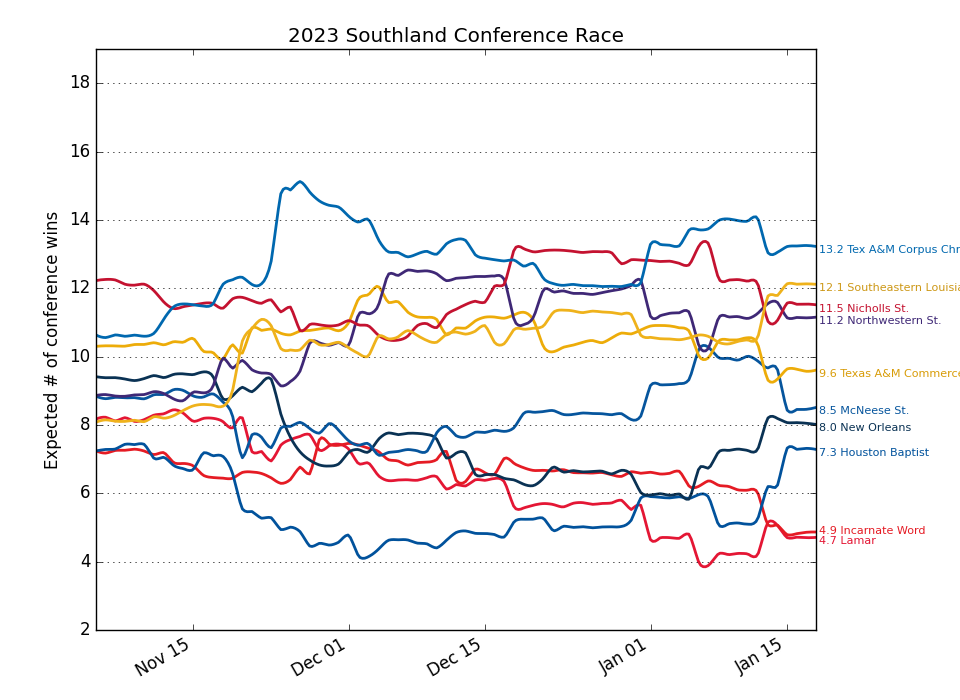 2023 Southland Conference Race
Expected # of conference wins
18
16
14
12
10
8
6
4
2
Nov 15
Dec 01
Dec 15
Jan 01
Jan 15
13.2 Tex A&M Corpus Chr
12.1 Southeastern Louisia
11.5 Nicholls St.
11.2 Northwestern St.
9.6 Texas A&M Commerce
8.5 McNeese St.
8.0 New Orleans
7.3 Houston Baptist
4.9 Incarnate Word
4.7 Lamar